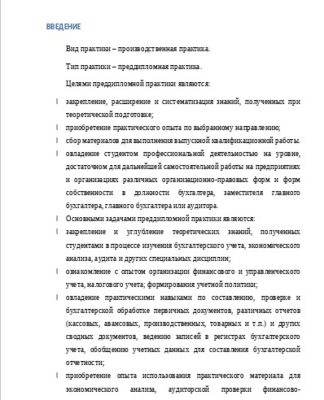 ВВЕДЕНИЕ
Вид практики – производственная практика.
Тип практики – преддипломная практика.
Целями преддипломной практики являются:
l закрепление, расширение и систематизация знаний, полученных при
теоретической подготовке;
l приобретение практического опыта по выбранному направлению;
l сбор материалов для выполнения выпускной квалификационной работы.
l овладение студентом профессиональной деятельностью на уровне,
достаточном для дальнейшей самостоятельной работы на предприятиях
и организациях различных организационно-правовых форм и форм
собственности в должности бухгалтера, заместителя главного
бухгалтера, главного бухгалтера или аудитора.
l Основными задачами преддипломной практики являются:
l закрепление и углубление теоретических знаний, полученных
студентами в процессе изучения бухгалтерского учета, экономического
анализа, аудита и других специальных дисциплин;
l ознакомление с опытом организации финансового и управленческого
учета, налогового учета; формирования учетной политики;
l овладение практическими навыками по составлению, проверке и
бухгалтерской обработке первичных документов, различных отчетов
(кассовых, авансовых, производственных, товарных и т.п.) и других
сводных документов, ведению записей в регистрах бухгалтерского
учета, обобщению учетных данных для составления бухгалтерской
отчетности;
l приобретение опыта использования практического материала для
экономического анализа, аудиторской проверки финансово-